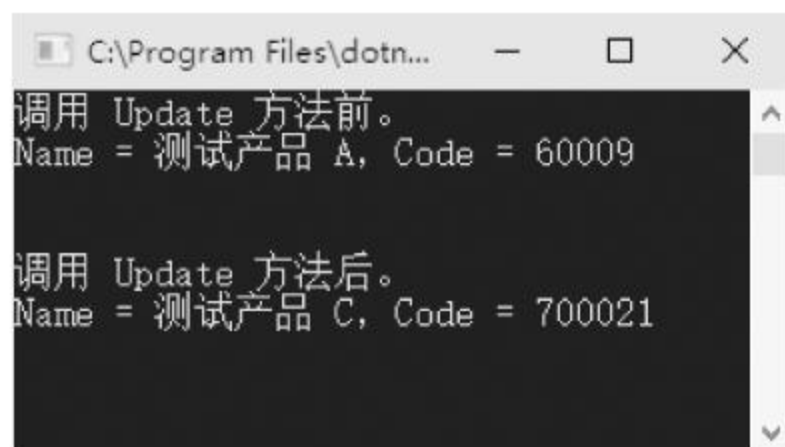 C:\Program Files\dotn...
调用 Update 方法前。
Name = 测试产品 A, Code = 60009
调用 Update 方法后。
Name = 测试产品 C, Code = 700021